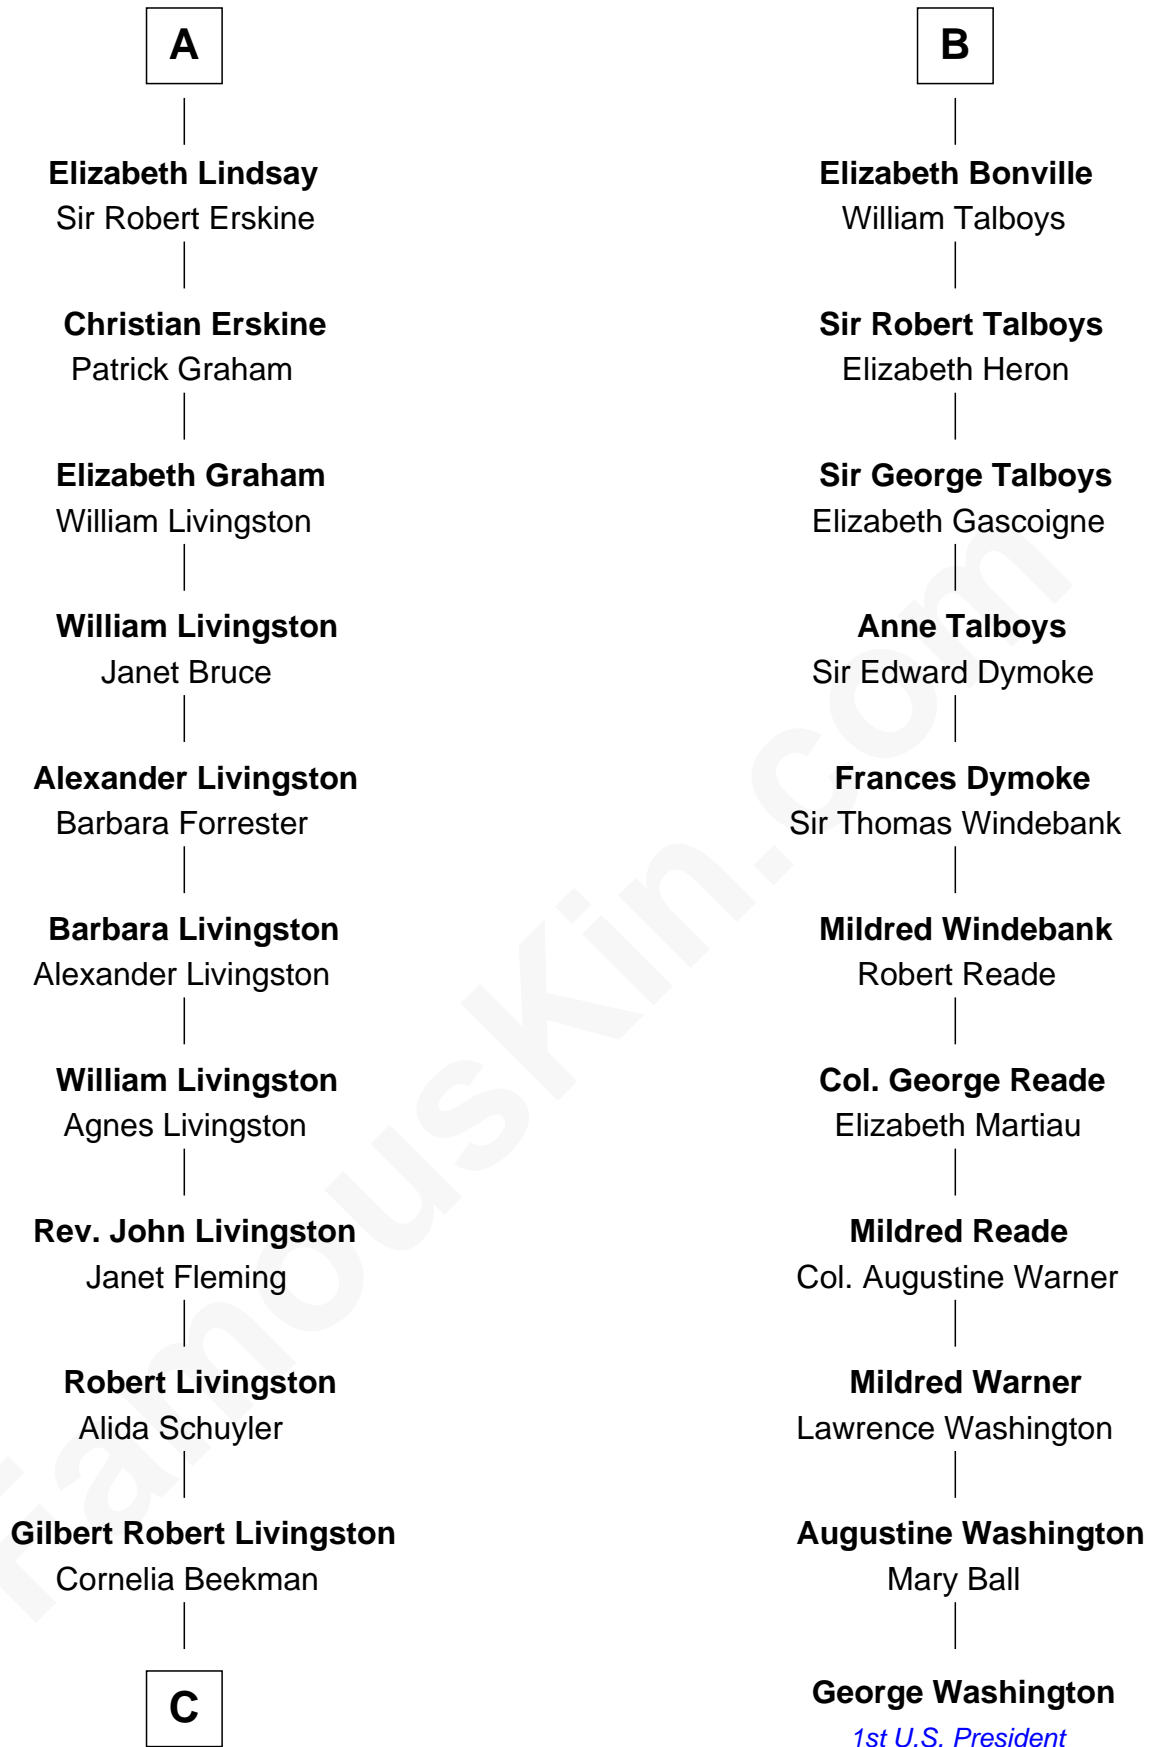 A
Elizabeth Lindsay
Sir Robert Erskine
Christian Erskine
Patrick Graham
Elizabeth Graham
William Livingston
William Livingston
Janet Bruce
Alexander Livingston
Barbara Forrester
Barbara Livingston
Alexander Livingston
William Livingston
Agnes Livingston
Rev. John Livingston
Janet Fleming
Robert Livingston
Alida Schuyler
Gilbert Robert Livingston
Cornelia Beekman
C
B
Elizabeth Bonville
William Talboys
Sir Robert Talboys
Elizabeth Heron
Sir George Talboys
Elizabeth Gascoigne
Anne Talboys
Sir Edward Dymoke
Frances Dymoke
Sir Thomas Windebank
Mildred Windebank
Robert Reade
Col. George Reade
Elizabeth Martiau
Mildred Reade
Col. Augustine Warner
Mildred Warner
Lawrence Washington
Augustine Washington
Mary Ball
George Washington
1st U.S. President
FamousKin.com